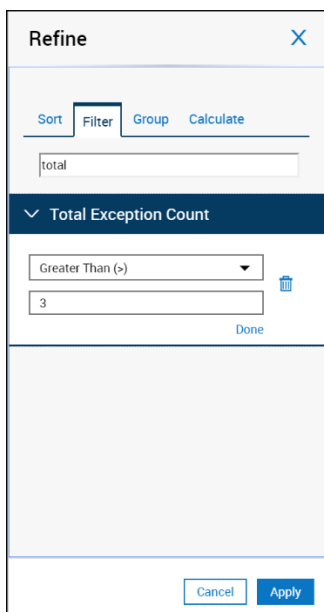 Refine
Sort Filter Group Calculate
total
Total Exception Count
Greater Than (>)
3
Done
Cancel Apply